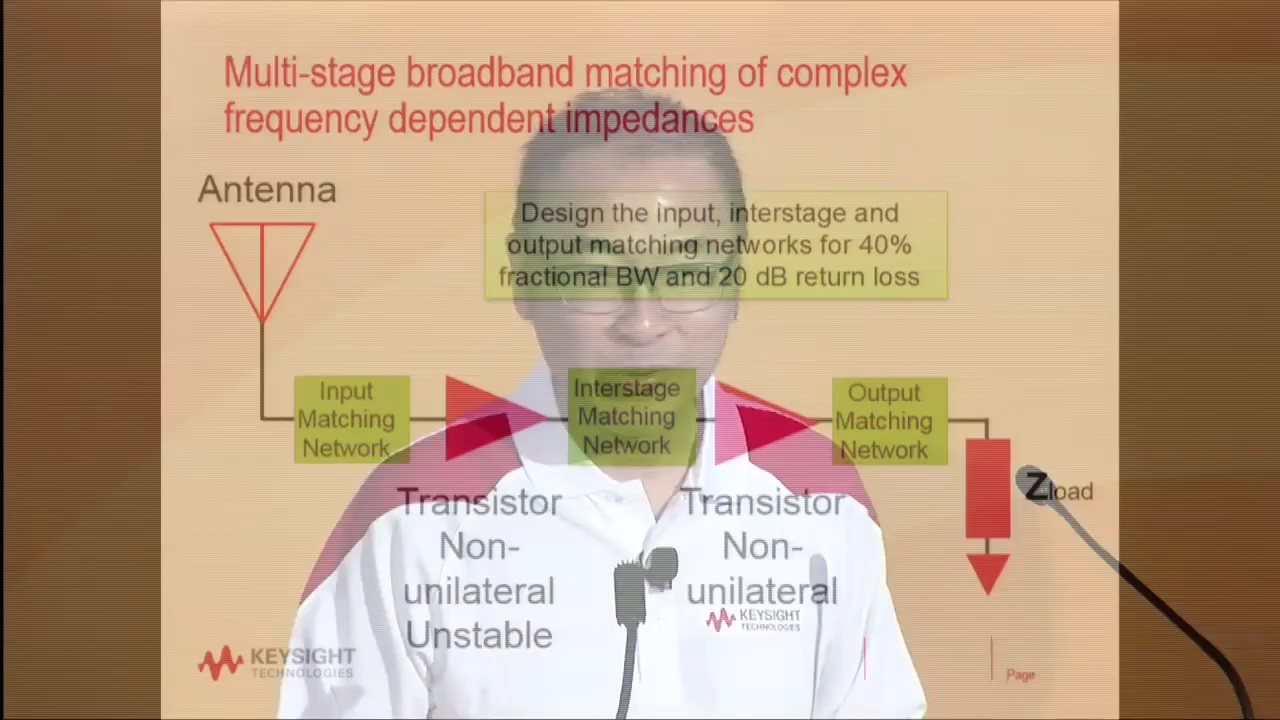 Multi-stage broadband matching of complex
frequency dependent impedances
Antenna
Design the input, interstage and
output matching networks for 40%
fractional BW and 20 dB return loss
Input
Matching
Network
Interstage
Matching
Network
Output
Matching
Network
Zload
Transistor
Non-
unilateral
Unstable
Transistor
Non-
unilateral
KEYSIGHT
TECHNOLOGIES
KEYSIGHT
TECHNOLOGIES
Page